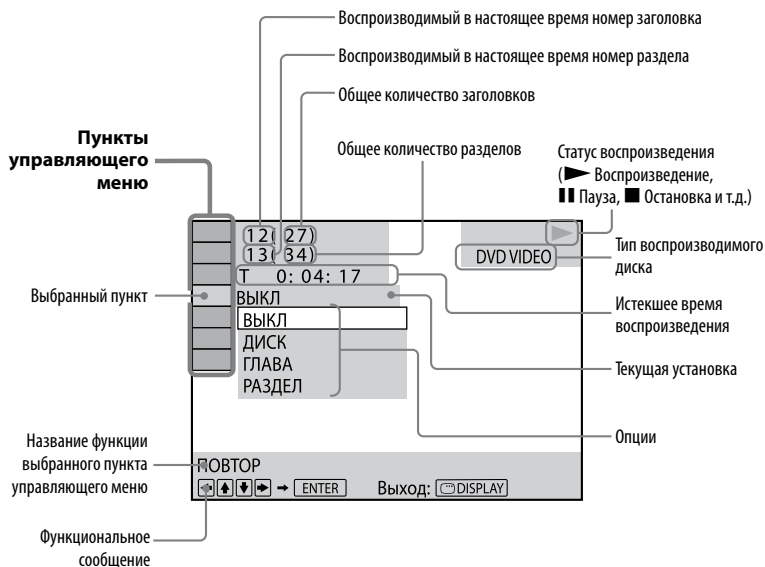 Воспроизводимый в настоящее время номер заголовка
Воспроизводимый в настоящее время номер раздела
Общее количество заголовков
Общее количество разделов
Пункты
управляющего
меню
Статус воспроизведения
(► Воспроизведение,
▮▮ Пауза, ■ Остановка и т.д.)
12( 27)
13( 34)
T 0: 04: 17
DVD VIDEO
Тип воспроизводимого
диска
Выбранный пункт
ВЫКЛ
ВЫКЛ
ДИСК
ГЛАВА
РАЗДЕЛ
Истекшее время
воспроизведения
Текущая установка
Опции
Название функции
выбранного пункта
управляющего меню
ПОВТОР
← ↑ ↓ → → ENTER Выход: DISPLAY
Функциональное
сообщение